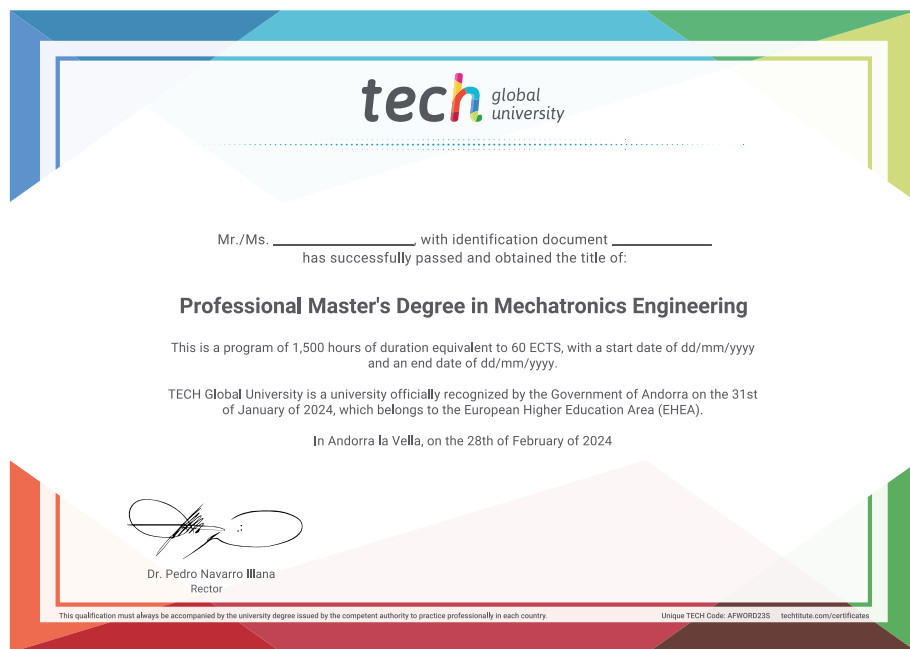 tech global university
Mr./Ms. ____________, with identification document ____________
has successfully passed and obtained the title of:
Professional Master's Degree in Mechatronics Engineering
This is a program of 1,500 hours of duration equivalent to 60 ECTS, with a start date of dd/mm/yyyy
and an end date of dd/mm/yyyy.
TECH Global University is a university officially recognized by the Government of Andorra on the 31st
of January of 2024, which belongs to the European Higher Education Area (EHEA).
In Andorra la Vella, on the 28th of February of 2024
Dr. Pedro Navarro Illana
Rector
This qualification must always be accompanied by the university degree issued by the competent authority to practice professionally in each country.
Unique TECH Code: AFWORD23S techtitute.com/certificates